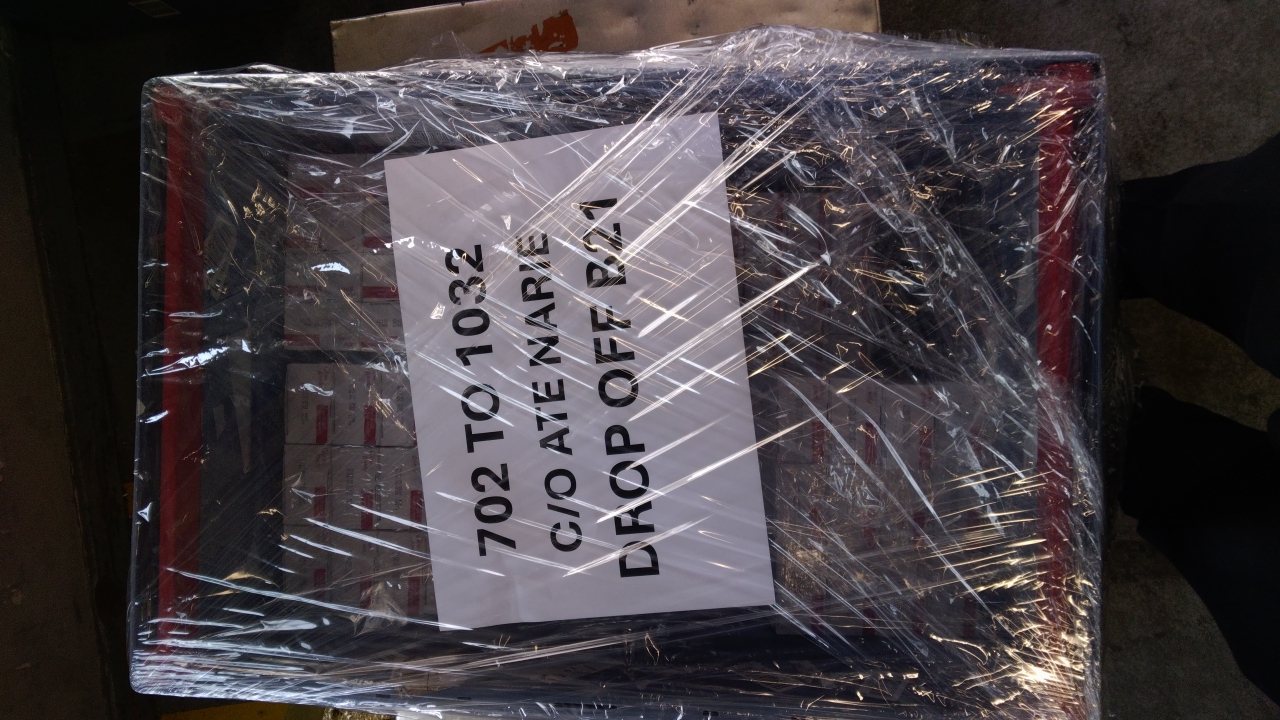 702 TO 1032
C/O ATE NARIE
DROP OFF B21